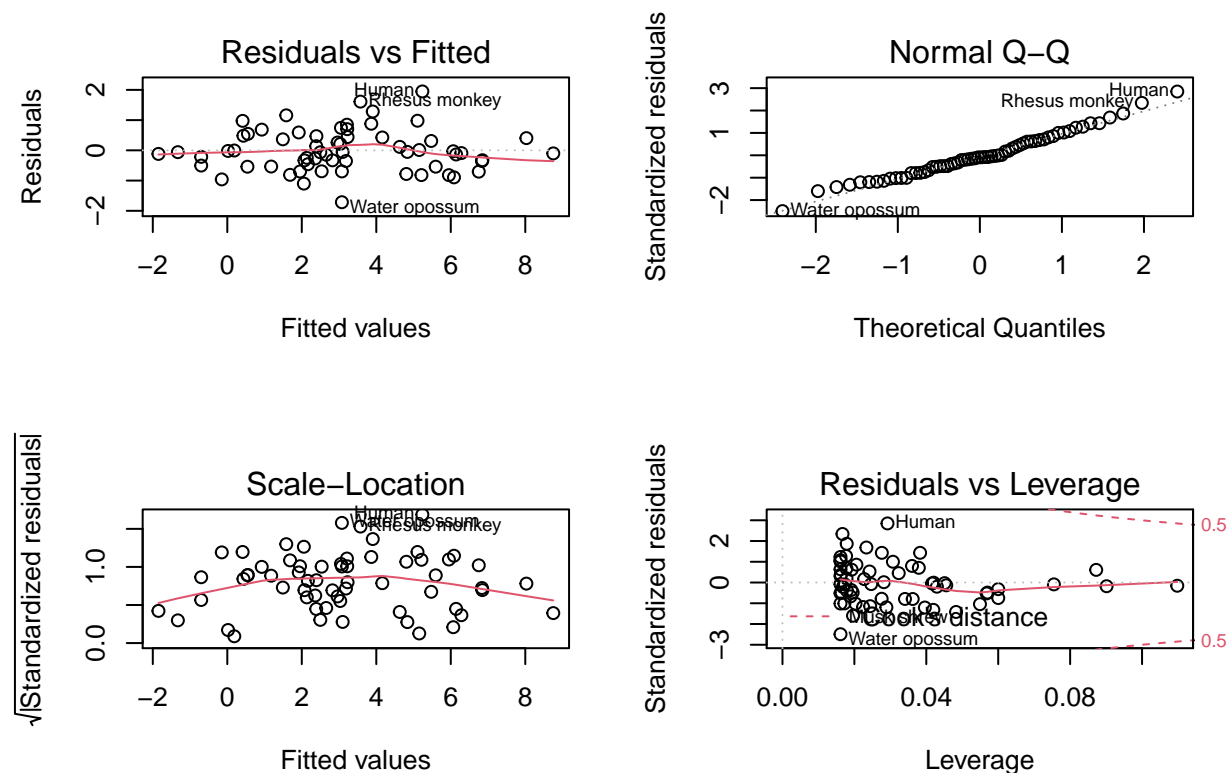 Residuals vs Fitted
Residuals
2
0
−2
Human
Rhesus monkey
Water opossum
−2 0 2 4 6 8
Fitted values
Normal Q−Q
Standardized residuals
3
1
−2
Human
Rhesus monkey
Water opossum
−2 −1 0 1 2
Theoretical Quantiles
Scale−Location
√|Standardized residuals|
1.0
0.0
Human
Water opossum
Rhesus monkey
−2 0 2 4 6 8
Fitted values
Residuals vs Leverage
Standardized residuals
2
0
−3
Human
Cook's distance
Musk shrew
Water opossum
0.5
0.5
0.00 0.04 0.08
Leverage